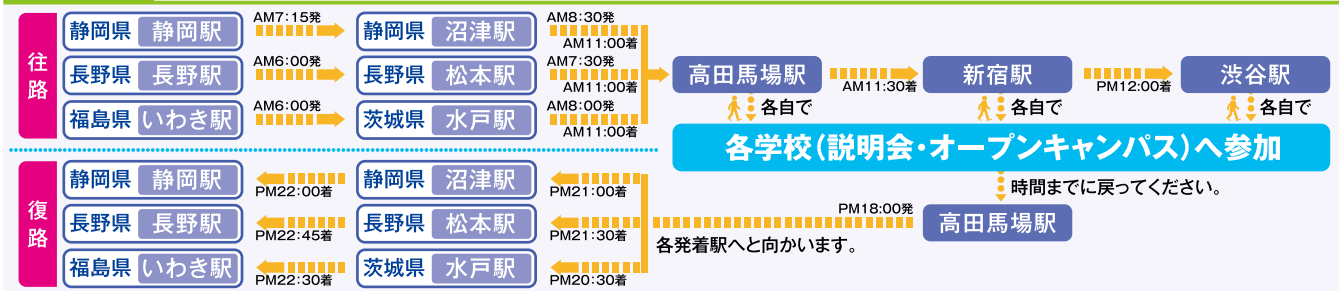 往路
静岡県 静岡駅
AM7:15発
静岡県 沼津駅
AM8:30発
AM11:00着
長野県 長野駅
AM6:00発
長野県 松本駅
AM7:30発
AM11:00着
福島県 いわき駅
AM6:00発
茨城県 水戸駅
AM8:00発
AM11:00着
高田馬場駅
AM11:30着
新宿駅
PM12:00着
渋谷駅
各自で
各自で
各自で
各学校(説明会・オープンキャンパス)へ参加
時間までに戻ってください。
復路
静岡県 静岡駅
PM22:00着
静岡県 沼津駅
PM21:00着
長野県 長野駅
PM22:45着
長野県 松本駅
PM21:30着
福島県 いわき駅
PM22:30着
茨城県 水戸駅
PM20:30着
各発着駅へと向かいます。
PM18:00発
高田馬場駅